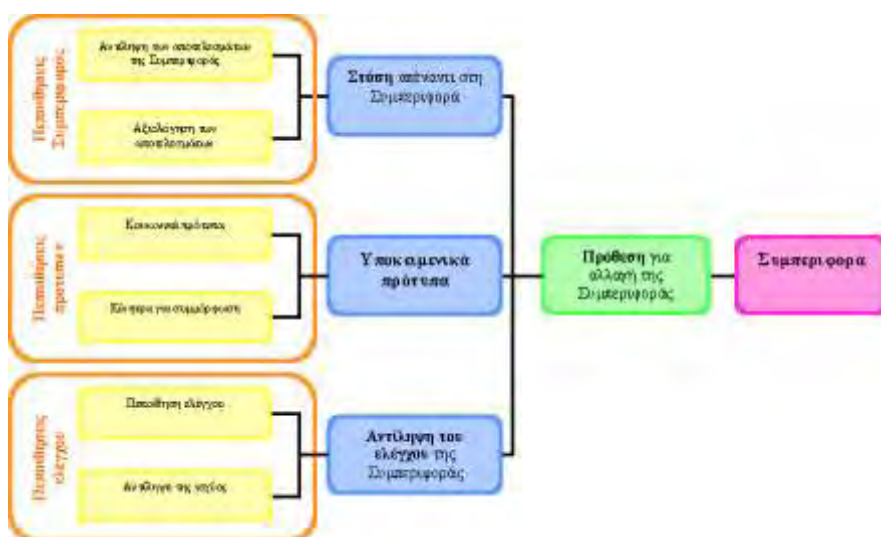 Πεποιθήσεις
Συμπεριφοράς
Αντίληψη των αποτελεσμάτων
της Συμπεριφοράς
Αξιολόγηση των
αποτελεσμάτων
Στάση απέναντι στη
Συμπεριφορά
Πεποιθήσεις
προτύπων
Κοινωνικά πρότυπα
Κίνητρα για συμμόρφωση
Υποκειμενικά
πρότυπα
Πεποιθήσεις
ελέγχου
Πεποίθηση ελέγχου
Αντίληψη της ισχύος
Αντίληψη του
ελέγχου της
Συμπεριφοράς
Πρόθεση για
αλλαγή της
Συμπεριφοράς
Συμπεριφορα